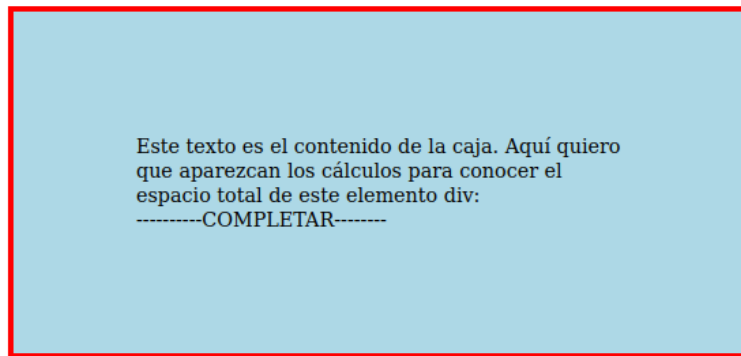 Este texto es el contenido de la caja. Aquí quiero
que aparezcan los cálculos para conocer el
espacio total de este elemento div:
----------COMPLETAR--------